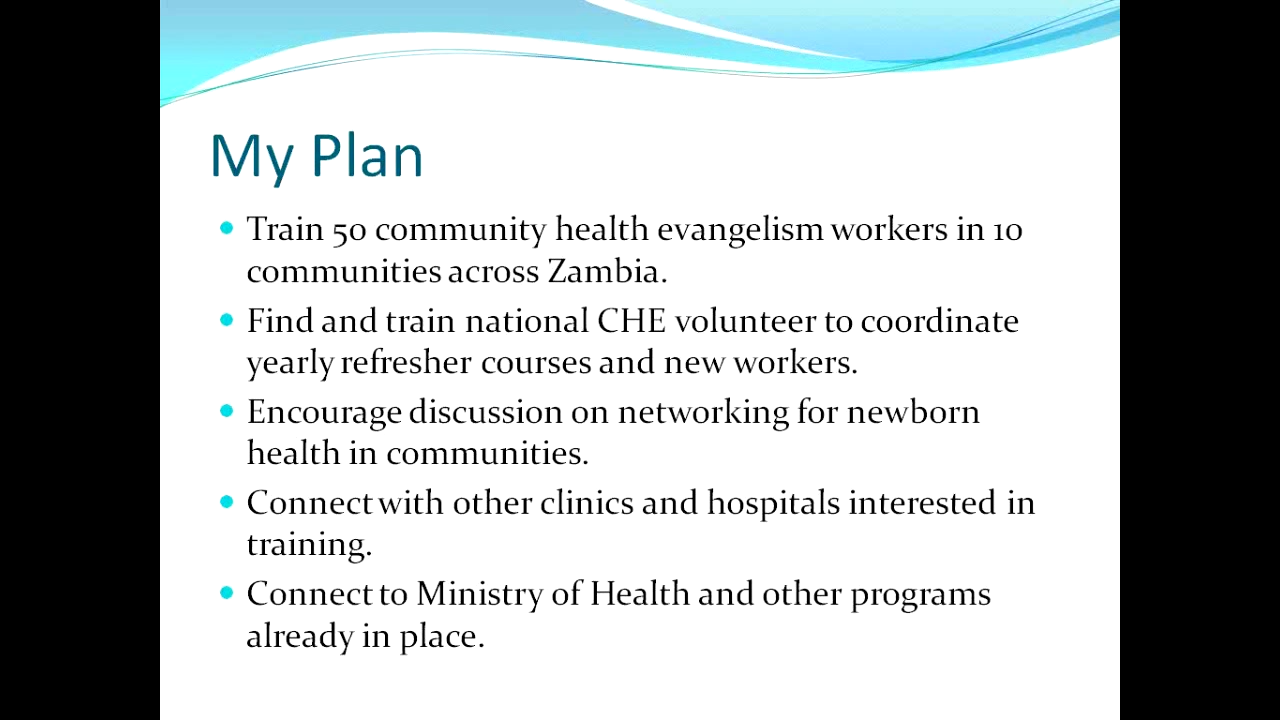 My Plan
Train 50 community health evangelism workers in 10
communities across Zambia.
Find and train national CHE volunteer to coordinate
yearly refresher courses and new workers.
Encourage discussion on networking for newborn
health in communities.
Connect with other clinics and hospitals interested in
training.
Connect to Ministry of Health and other programs
already in place.